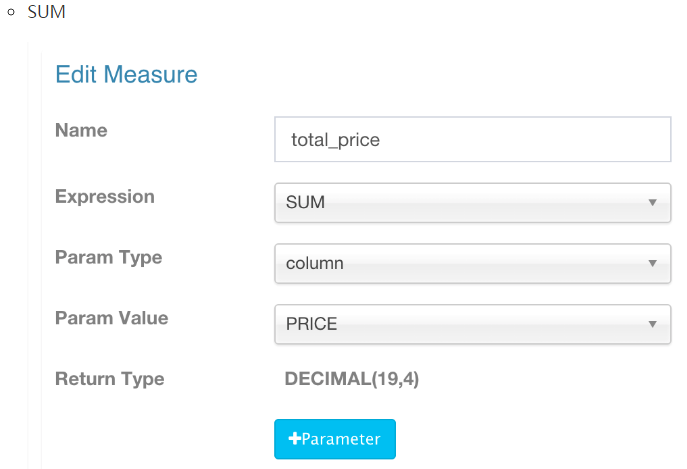 SUM
Edit Measure
Name total_price
Expression SUM
Param Type column
Param Value PRICE
Return Type DECIMAL(19,4)
+Parameter